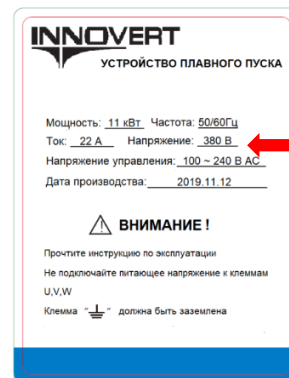 INNOVERT
УСТРОЙСТВО ПЛАВНОГО ПУСКА
Мощность: 11 кВт Частота: 50/60Гц
Ток: 22 А Напряжение: 380 В
Напряжение управления: 100 ~ 240 В AC
Дата производства: 2019.11.12
ВНИМАНИЕ !
Прочтите инструкцию по эксплуатации
Не подключайте питающее напряжение к клеммам
U,V,W
Клемма "⏚" должна быть заземлена